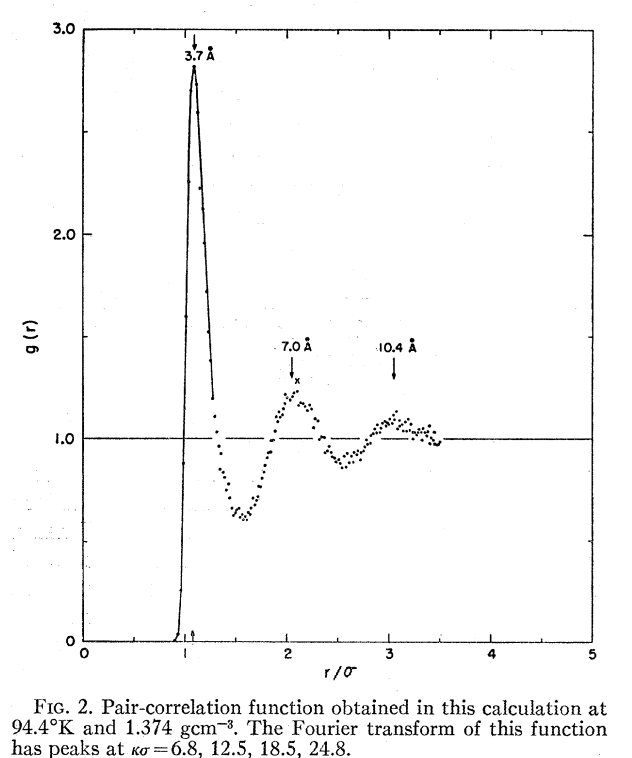 3.0
3.7 Å
2.0
g (r)
7.0 Å
10.4 Å
x
1.0
0
0
1
2
3
4
5
r/σ
FIG. 2. Pair-correlation function obtained in this calculation at
94.4°K and 1.374 gcm⁻³. The Fourier transform of this function
has peaks at κσ=6.8, 12.5, 18.5, 24.8.